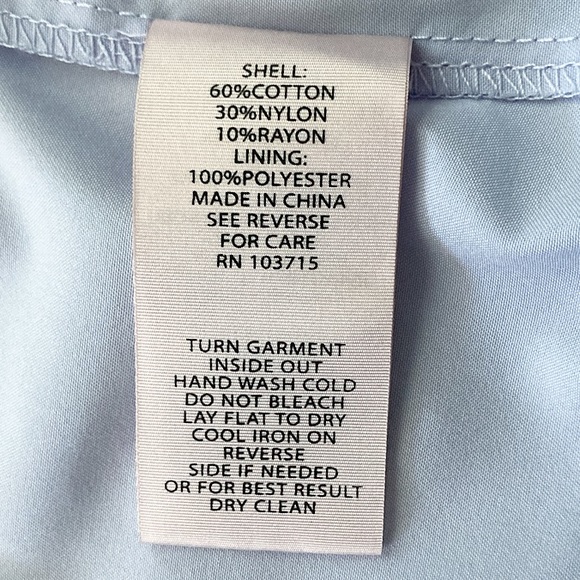 SHELL:
60%COTTON
30%NYLON
10%RAYON
LINING:
100%POLYESTER
MADE IN CHINA
SEE REVERSE
FOR CARE
RN 103715
TURN GARMENT
INSIDE OUT
HAND WASH COLD
DO NOT BLEACH
LAY FLAT TO DRY
COOL IRON ON
REVERSE
SIDE IF NEEDED
OR FOR BEST RESULT
DRY CLEAN